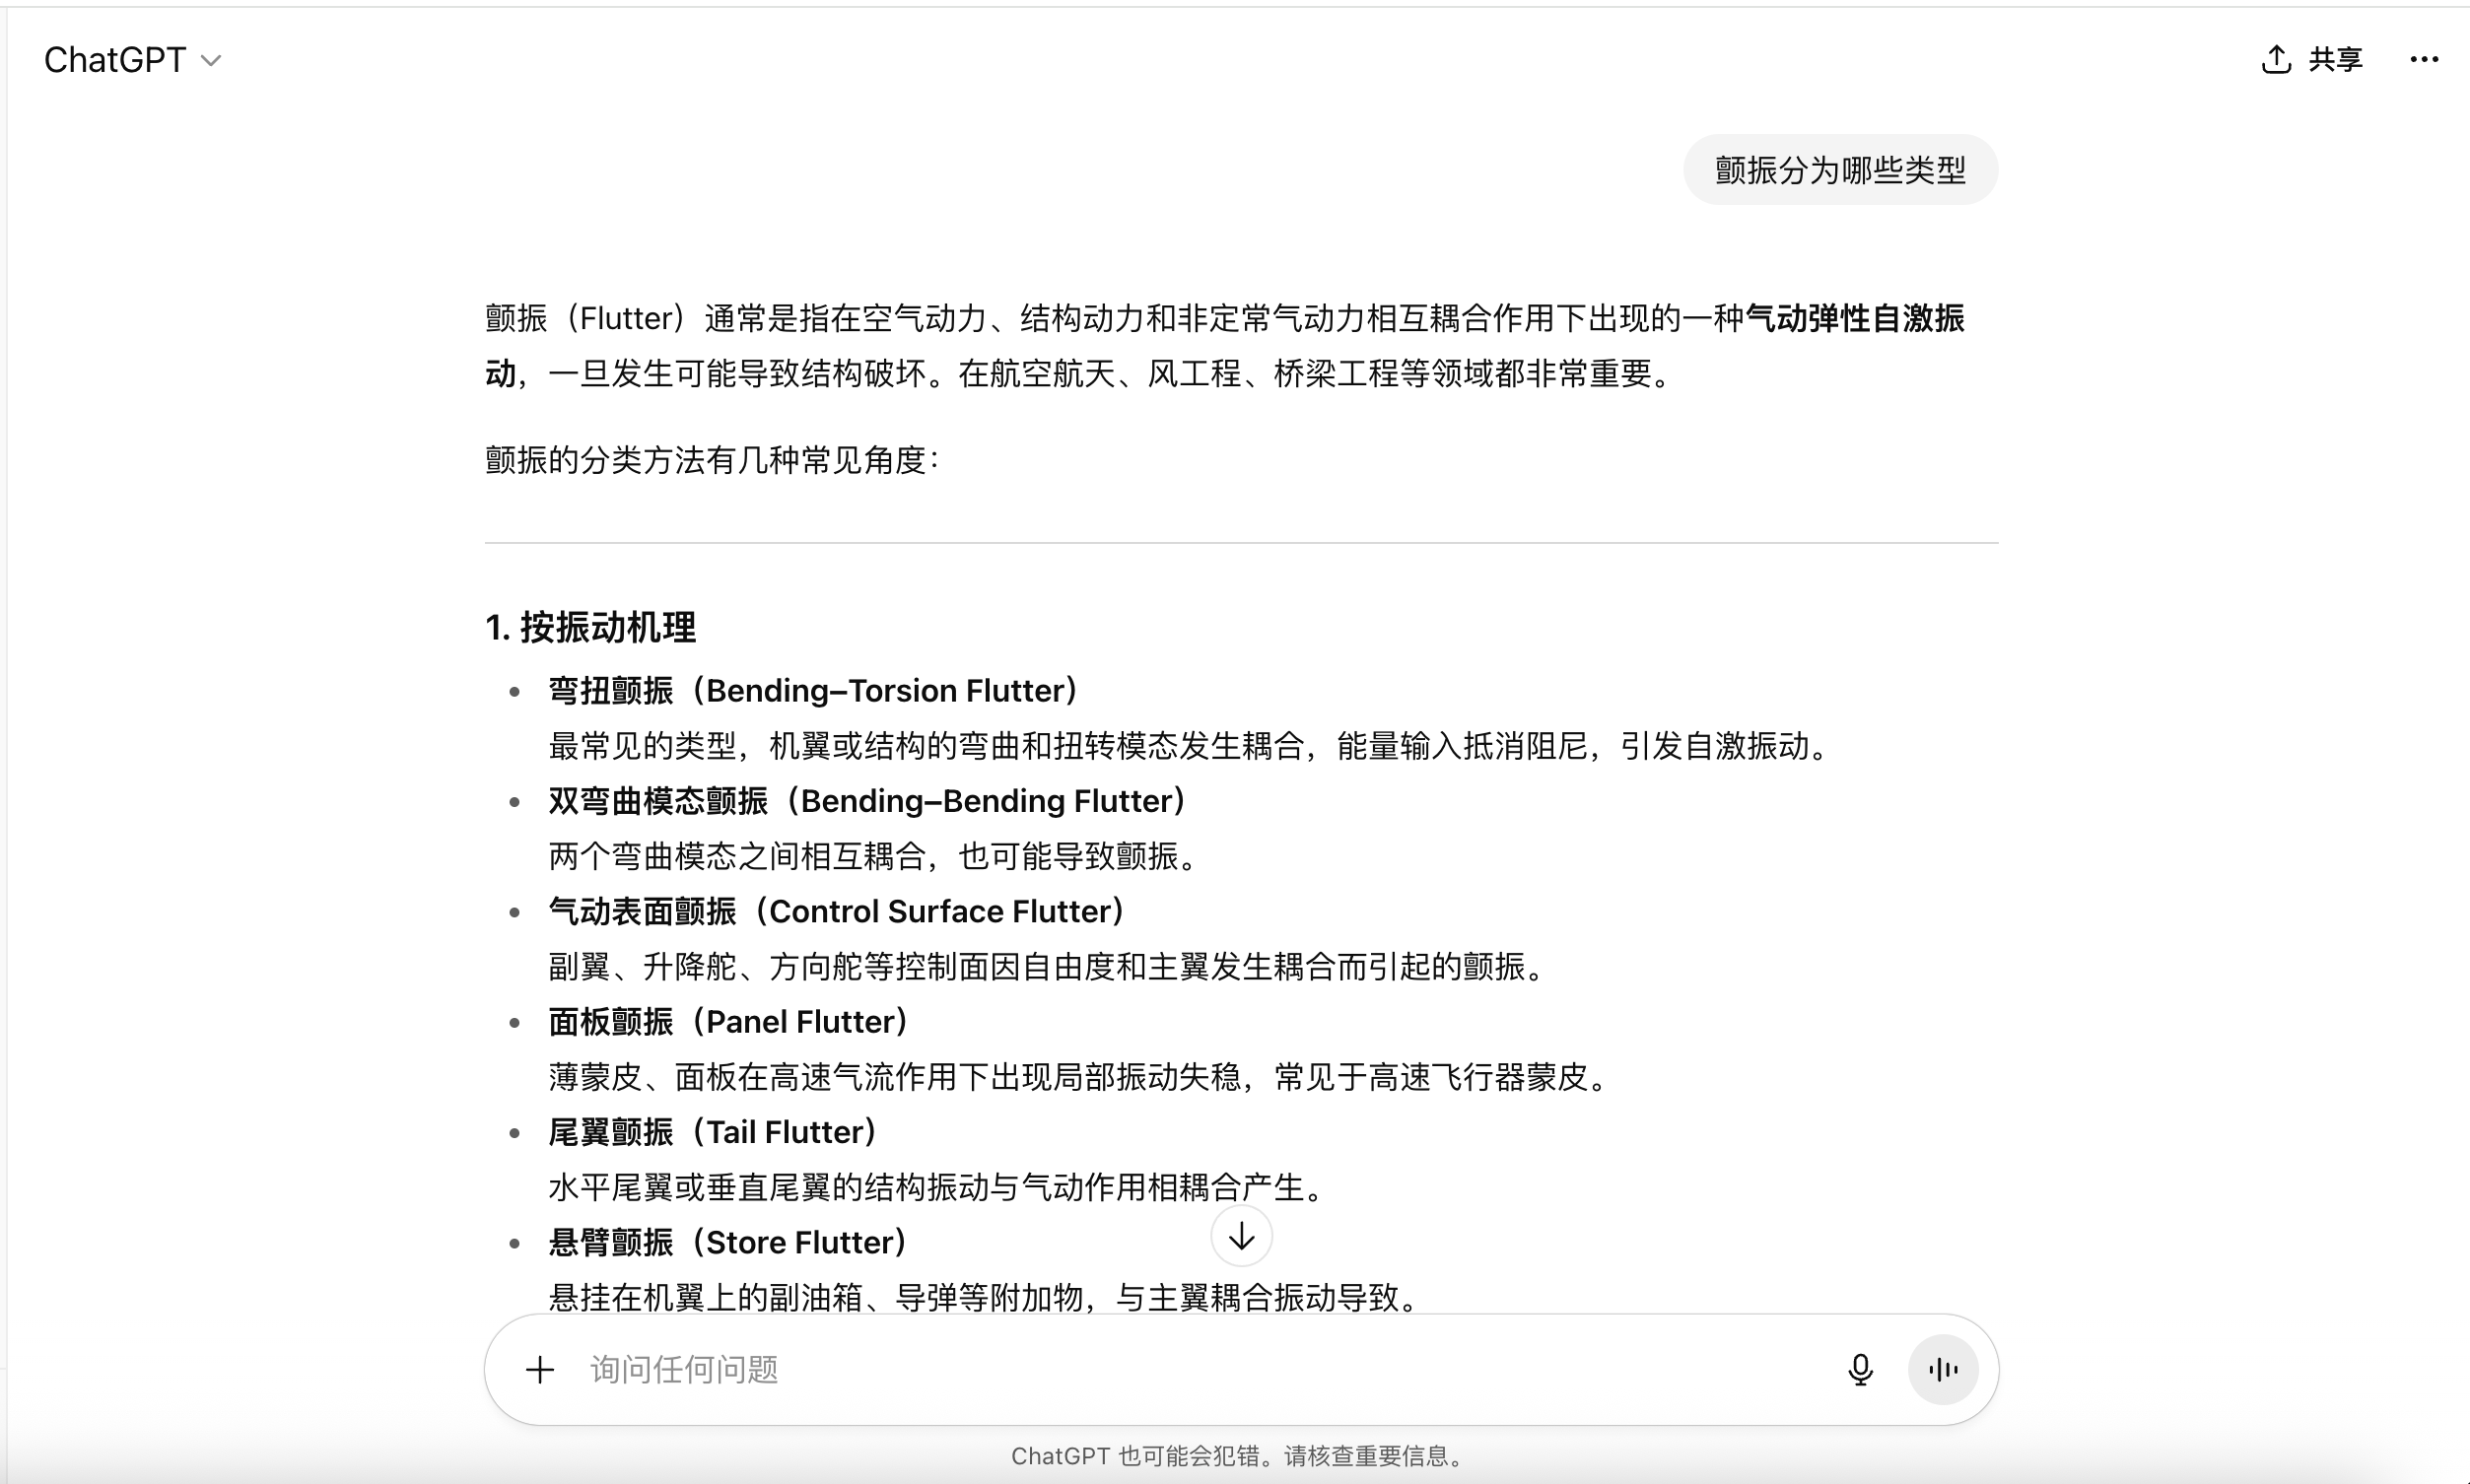 ChatGPT
共享
颤振分为哪些类型
颤振（Flutter）通常是指在空气动力、结构动力和非定常气动力相互耦合作用下出现的一种气动弹性自激振
动，一旦发生可能导致结构破坏。在航空航天、风工程、桥梁工程等领域都非常重要。
颤振的分类方法有几种常见角度：
1. 按振动机理
• 弯扭颤振（Bending–Torsion Flutter）
最常见的类型，机翼或结构的弯曲和扭转模态发生耦合，能量输入抵消阻尼，引发自激振动。
• 双弯曲模态颤振（Bending–Bending Flutter）
两个弯曲模态之间相互耦合，也可能导致颤振。
• 气动表面颤振（Control Surface Flutter）
副翼、升降舵、方向舵等控制面因自由度和主翼发生耦合而引起的颤振。
• 面板颤振（Panel Flutter）
薄蒙皮、面板在高速气流作用下出现局部振动失稳，常见于高速飞行器蒙皮。
• 尾翼颤振（Tail Flutter）
水平尾翼或垂直尾翼的结构振动与气动作用相耦合产生。
• 悬臂颤振（Store Flutter）
悬挂在机翼上的副油箱、导弹等附加物，与主翼耦合振动导致。
询问任何问题
ChatGPT 也可能会犯错。请核查重要信息。